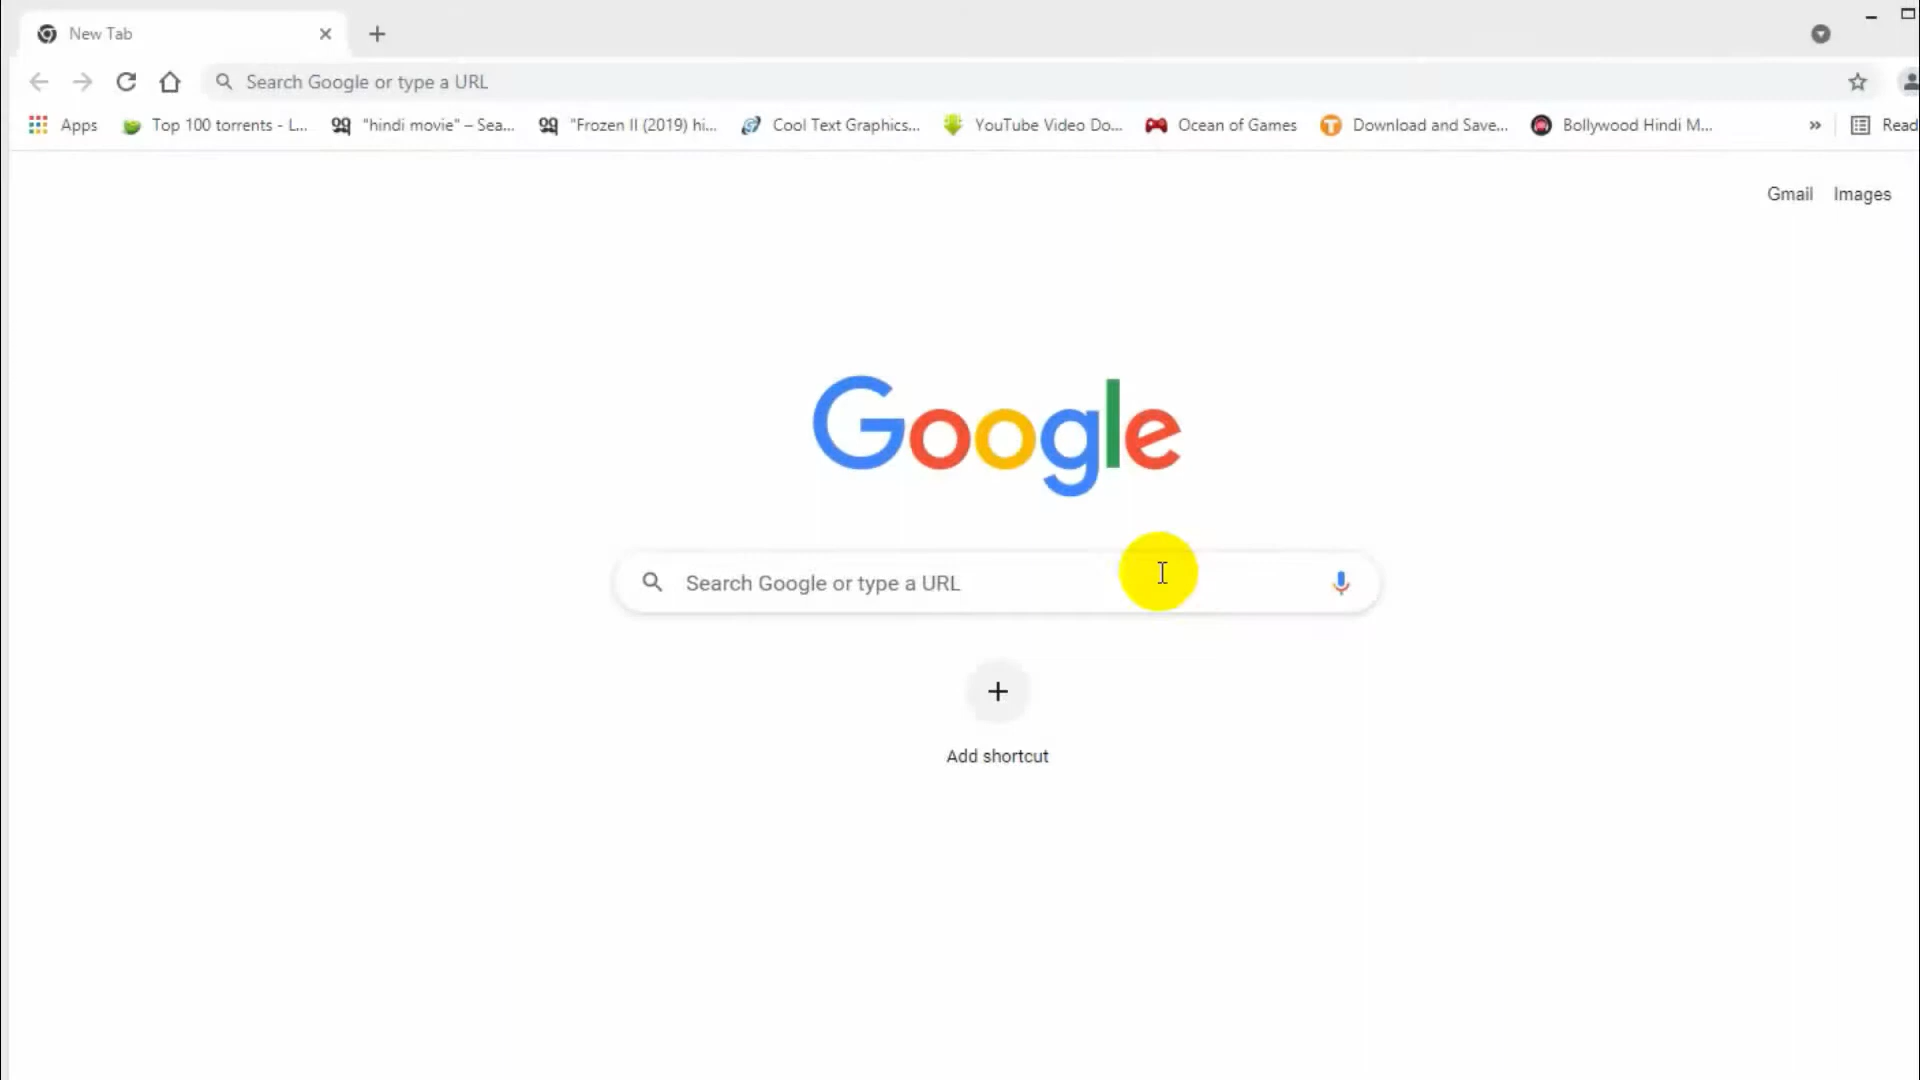 New Tab
Search Google or type a URL
Apps Top 100 torrents - L... "hindi movie" – Sea... "Frozen II (2019) hi... Cool Text Graphics... YouTube Video Do... Ocean of Games Download and Save... Bollywood Hindi M... » Read
Gmail Images
Google
Search Google or type a URL
Add shortcut